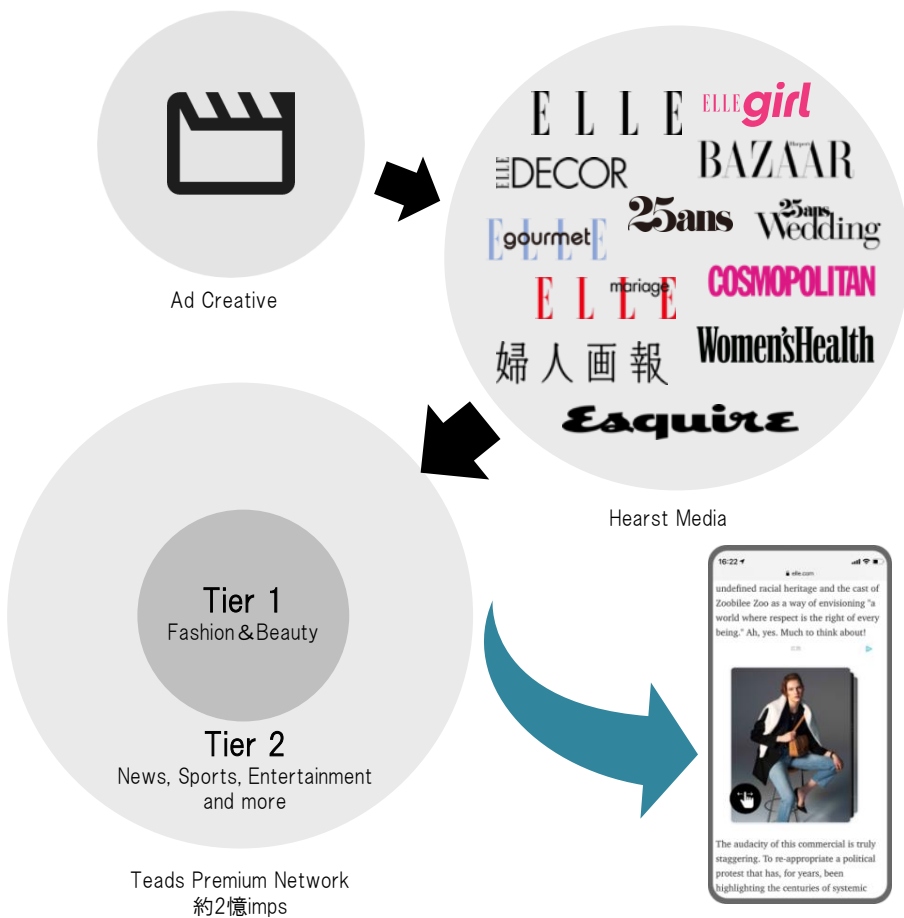 Ad Creative
ELLE
ELLE girl
ELLE DECOR
Harper's
BAZAAR
ELLE gourmet
25ans
25ans
Wedding
ELLE mariage
COSMOPOLITAN
婦人画報
Women'sHealth
Esquire
Hearst Media
Tier 1
Fashion&Beauty
Tier 2
News, Sports, Entertainment
and more
Teads Premium Network
約2億imps
16:22
elle.com
undefined racial heritage and the cast of
Zoobilee Zoo as a way of envisioning "a
world where respect is the right of every
being." Ah, yes. Much to think about!
The audacity of this commercial is truly
staggering. To re-appropriate a political
protest that has, for years, been
highlighting the centuries of systemic